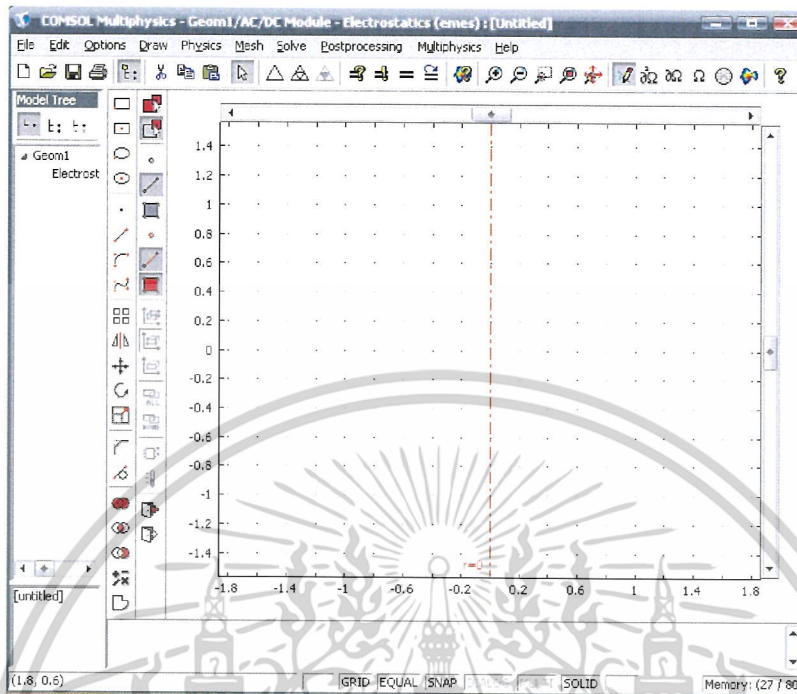 COMSOL Multiphysics - Geom1/AC/DC Module - Electrostatics (emes) : [Untitled]
File Edit Options Draw Physics Mesh Solve Postprocessing Multiphysics Help
Model Tree
Geom1
Electrost
1.4
1.2
1
0.8
0.6
0.4
0.2
0
-0.2
-0.4
-0.6
-0.8
-1
-1.2
-1.4
r=0
-1.8 -1.4 -1 -0.6 -0.2 0.2 0.6 1 1.4 1.8
[untitled]
(1.8, 0.6) GRID EQUAL SNAP SOLID Memory: (27 / 80